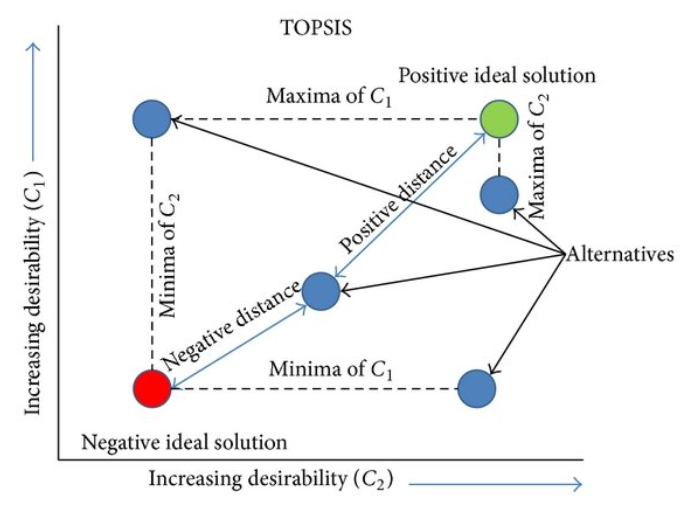 TOPSIS
Positive ideal solution
Maxima of C₁
Maxima of C₂
Increasing desirability (C₁)
Minima of C₂
Positive distance
Alternatives
Negative distance
Minima of C₁
Negative ideal solution
Increasing desirability (C₂)